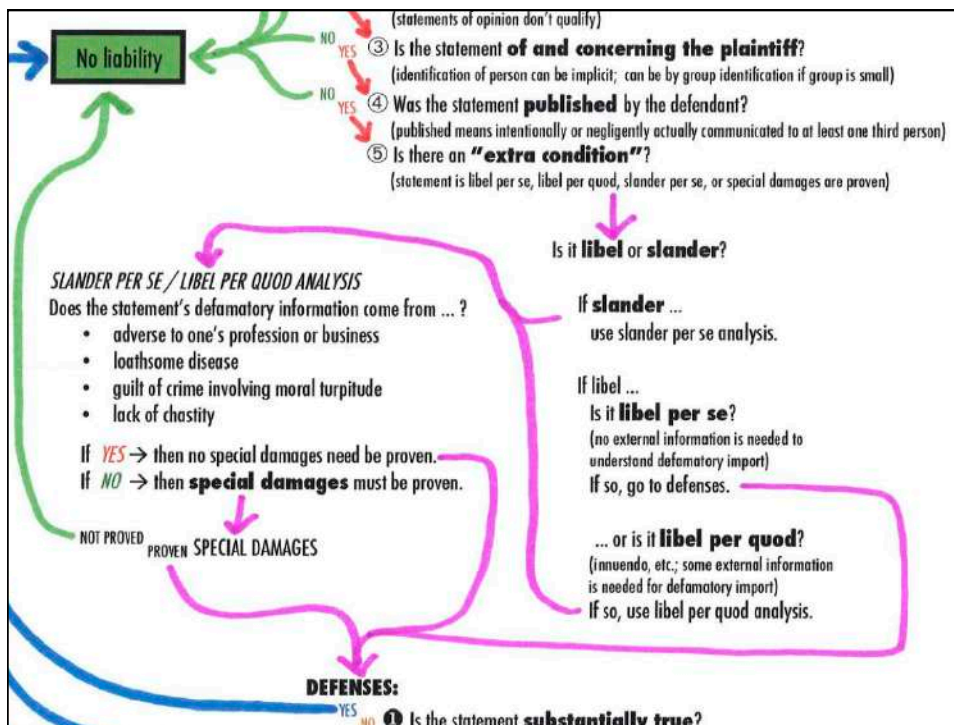 (statements of opinion don't qualify)
No liability
NO YES ③ Is the statement of and concerning the plaintiff?
(identification of person can be implicit; can be by group identification if group is small)
NO YES ④ Was the statement published by the defendant?
(published means intentionally or negligently actually communicated to at least one third person)
⑤ Is there an "extra condition"?
(statement is libel per se, libel per quod, slander per se, or special damages are proven)
Is it libel or slander?
If slander ...
use slander per se analysis.
If libel ...
Is it libel per se?
(no external information is needed to
understand defamatory import)
If so, go to defenses.
... or is it libel per quod?
(innuendo, etc.; some external information
is needed for defamatory import)
If so, use libel per quod analysis.
SLANDER PER SE / LIBEL PER QUOD ANALYSIS
Does the statement's defamatory information come from ... ?
• adverse to one's profession or business
• loathsome disease
• guilt of crime involving moral turpitude
• lack of chastity
If YES → then no special damages need be proven.
If NO → then special damages must be proven.
NOT PROVED PROVEN SPECIAL DAMAGES
DEFENSES:
YES
NO ❶ Is the statement substantially true?